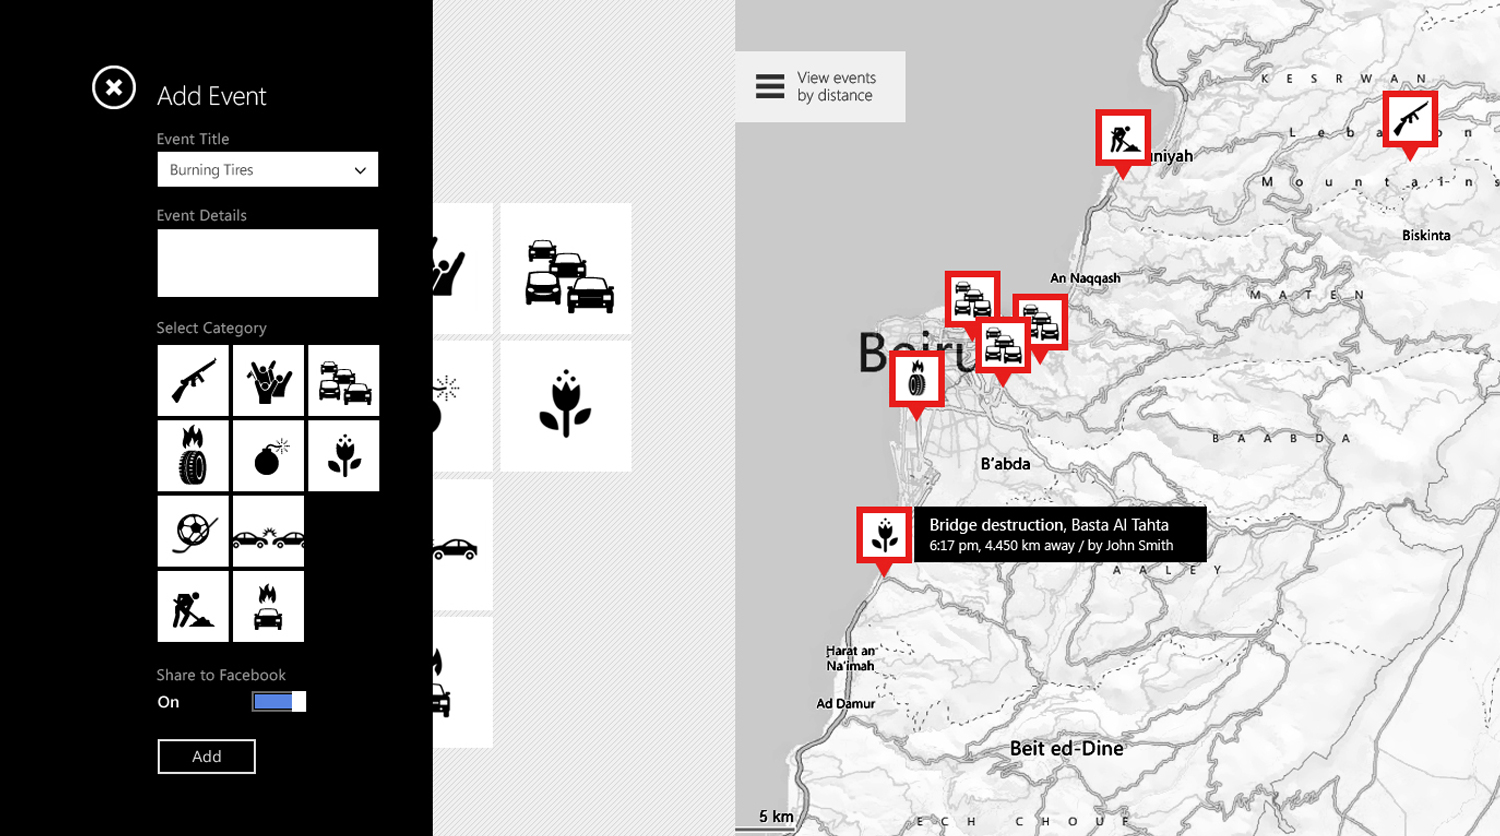 Add Event
Event Title
Burning Tires
Event Details
Select Category
Share to Facebook
On
Add
View events
by distance
K E S R W A N
L e b a n o n
M o u n t a i n s
uniyah
Biskinta
An Naqqash
M A T E N
Beiru
B A A B D A
B'abda
Bridge destruction, Basta Al Tahta
6:17 pm, 4.450 km away / by John Smith
A A L E Y
Harat an
Na'imah
Ad Damur
Beit ed-Dine
5 km
E C H C H O U F